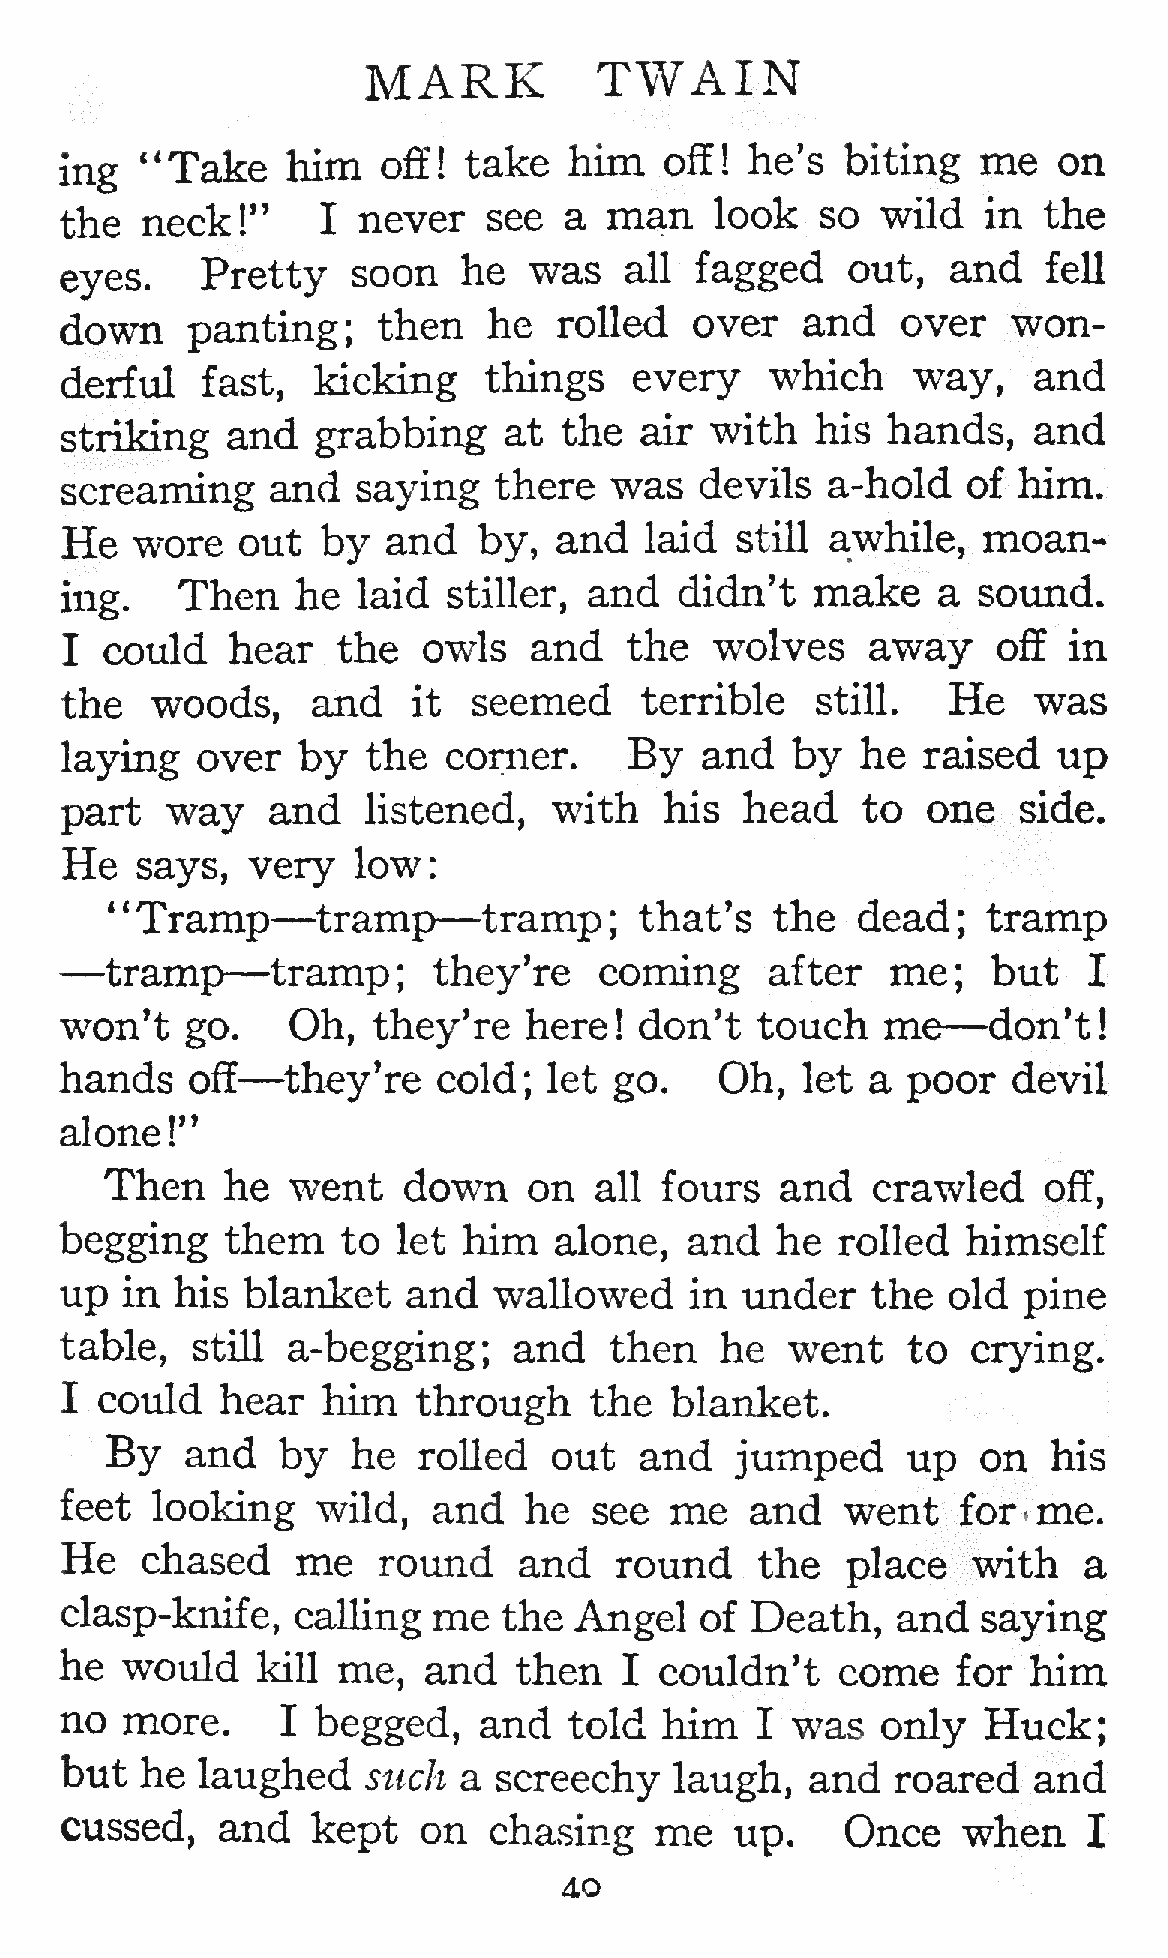 MARK TWAIN
ing "Take him off! take him off! he's biting me on
the neck!" I never see a man look so wild in the
eyes. Pretty soon he was all fagged out, and fell
down panting; then he rolled over and over won-
derful fast, kicking things every which way, and
striking and grabbing at the air with his hands, and
screaming and saying there was devils a-hold of him.
He wore out by and by, and laid still awhile, moan-
ing. Then he laid stiller, and didn't make a sound.
I could hear the owls and the wolves away off in
the woods, and it seemed terrible still. He was
laying over by the corner. By and by he raised up
part way and listened, with his head to one side.
He says, very low:
"Tramp—tramp—tramp; that's the dead; tramp
—tramp—tramp; they're coming after me; but I
won't go. Oh, they're here! don't touch me—don't!
hands off—they're cold; let go. Oh, let a poor devil
alone!"
Then he went down on all fours and crawled off,
begging them to let him alone, and he rolled himself
up in his blanket and wallowed in under the old pine
table, still a-begging; and then he went to crying.
I could hear him through the blanket.
By and by he rolled out and jumped up on his
feet looking wild, and he see me and went for me.
He chased me round and round the place with a
clasp-knife, calling me the Angel of Death, and saying
he would kill me, and then I couldn't come for him
no more. I begged, and told him I was only Huck;
but he laughed such a screechy laugh, and roared and
cussed, and kept on chasing me up. Once when I
40